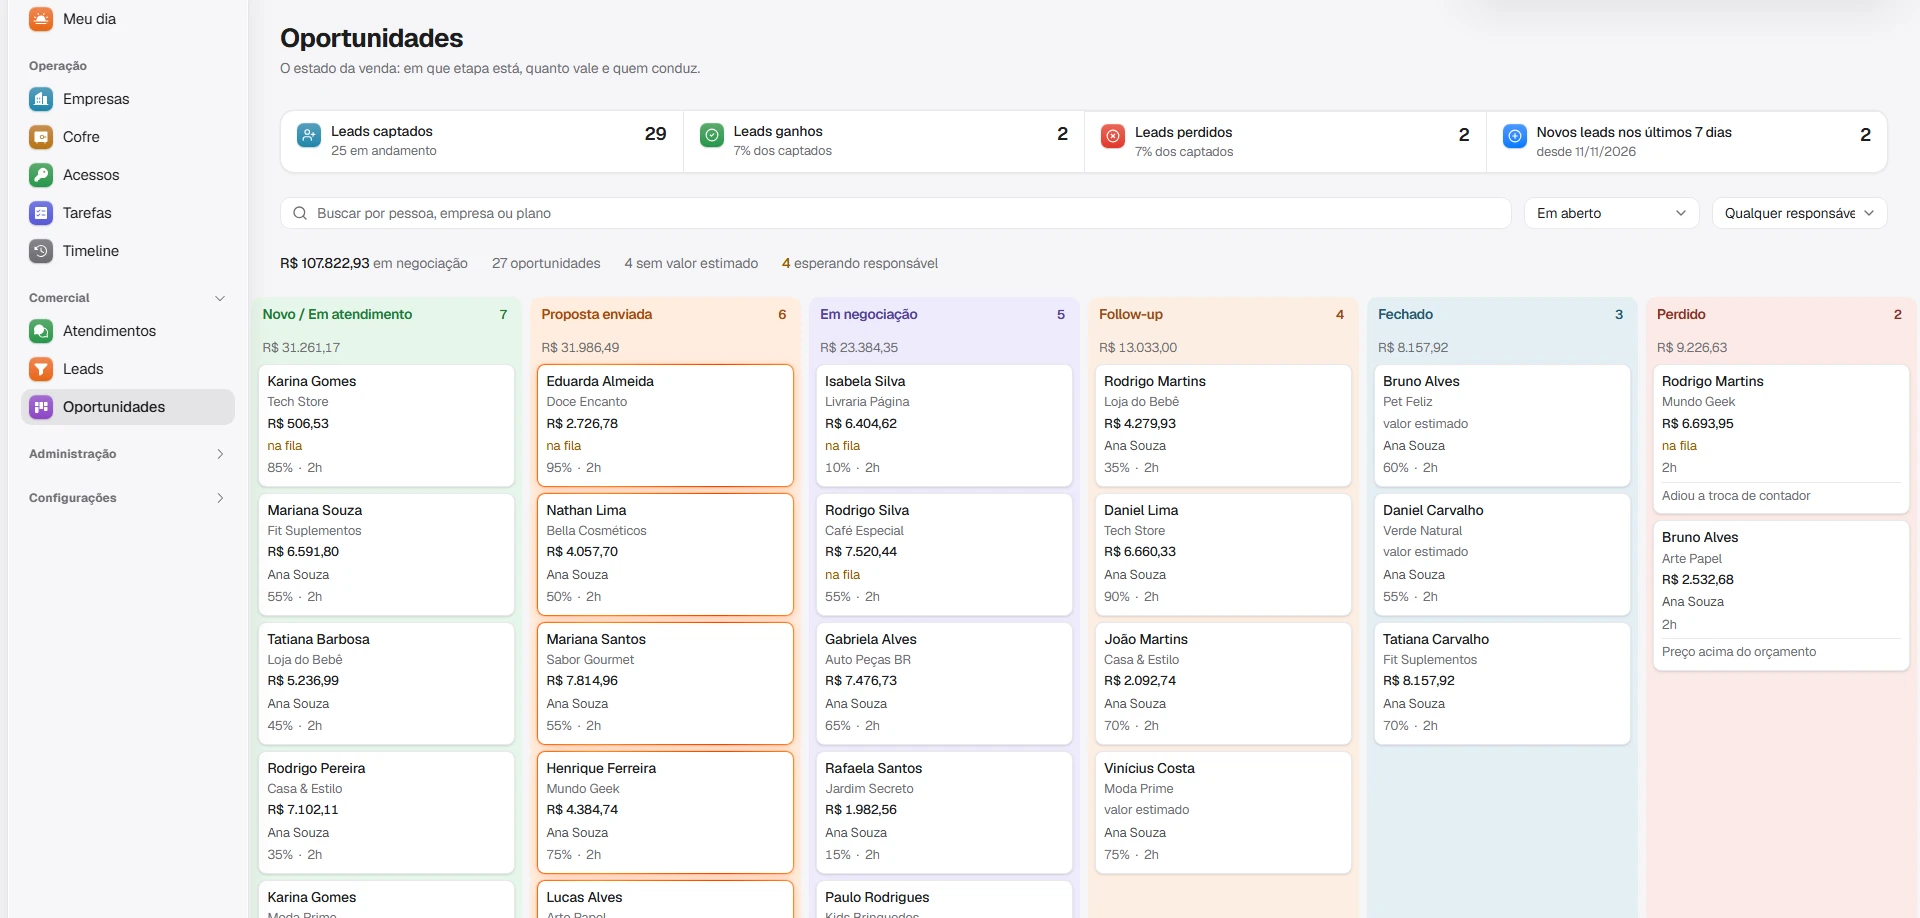 Meu dia
Operação
Empresas
Cofre
Acessos
Tarefas
Timeline
Comercial
Atendimentos
Leads
Oportunidades
Administração
Configurações
Oportunidades
O estado da venda: em que etapa está, quanto vale e quem conduz.
Leads captados 29
25 em andamento
Leads ganhos 2
7% dos captados
Leads perdidos 2
7% dos captados
Novos leads nos últimos 7 dias 2
desde 11/11/2026
Buscar por pessoa, empresa ou plano
Em aberto
Qualquer responsáve
R$ 107.822,93 em negociação 27 oportunidades 4 sem valor estimado 4 esperando responsável
Novo / Em atendimento 7
R$ 31.261,17
Karina Gomes
Tech Store
R$ 506,53
na fila
85% · 2h
Mariana Souza
Fit Suplementos
R$ 6.591,80
Ana Souza
55% · 2h
Tatiana Barbosa
Loja do Bebê
R$ 5.236,99
Ana Souza
45% · 2h
Rodrigo Pereira
Casa & Estilo
R$ 7.102,11
Ana Souza
35% · 2h
Karina Gomes
Moda Prime
Proposta enviada 6
R$ 31.986,49
Eduarda Almeida
Doce Encanto
R$ 2.726,78
na fila
95% · 2h
Nathan Lima
Bella Cosméticos
R$ 4.057,70
Ana Souza
50% · 2h
Mariana Santos
Sabor Gourmet
R$ 7.814,96
Ana Souza
55% · 2h
Henrique Ferreira
Mundo Geek
R$ 4.384,74
Ana Souza
75% · 2h
Lucas Alves
Arte Papel
Em negociação 5
R$ 23.384,35
Isabela Silva
Livraria Página
R$ 6.404,62
na fila
10% · 2h
Rodrigo Silva
Café Especial
R$ 7.520,44
na fila
55% · 2h
Gabriela Alves
Auto Peças BR
R$ 7.476,73
Ana Souza
65% · 2h
Rafaela Santos
Jardim Secreto
R$ 1.982,56
Ana Souza
15% · 2h
Paulo Rodrigues
Kids Brinquedos
Follow-up 4
R$ 13.033,00
Rodrigo Martins
Loja do Bebê
R$ 4.279,93
Ana Souza
35% · 2h
Daniel Lima
Tech Store
R$ 6.660,33
Ana Souza
90% · 2h
João Martins
Casa & Estilo
R$ 2.092,74
Ana Souza
70% · 2h
Vinícius Costa
Moda Prime
valor estimado
Ana Souza
75% · 2h
Fechado 3
R$ 8.157,92
Bruno Alves
Pet Feliz
valor estimado
Ana Souza
60% · 2h
Daniel Carvalho
Verde Natural
valor estimado
Ana Souza
55% · 2h
Tatiana Carvalho
Fit Suplementos
R$ 8.157,92
Ana Souza
70% · 2h
Perdido 2
R$ 9.226,63
Rodrigo Martins
Mundo Geek
R$ 6.693,95
na fila
2h
Adiou a troca de contador
Bruno Alves
Arte Papel
R$ 2.532,68
Ana Souza
2h
Preço acima do orçamento